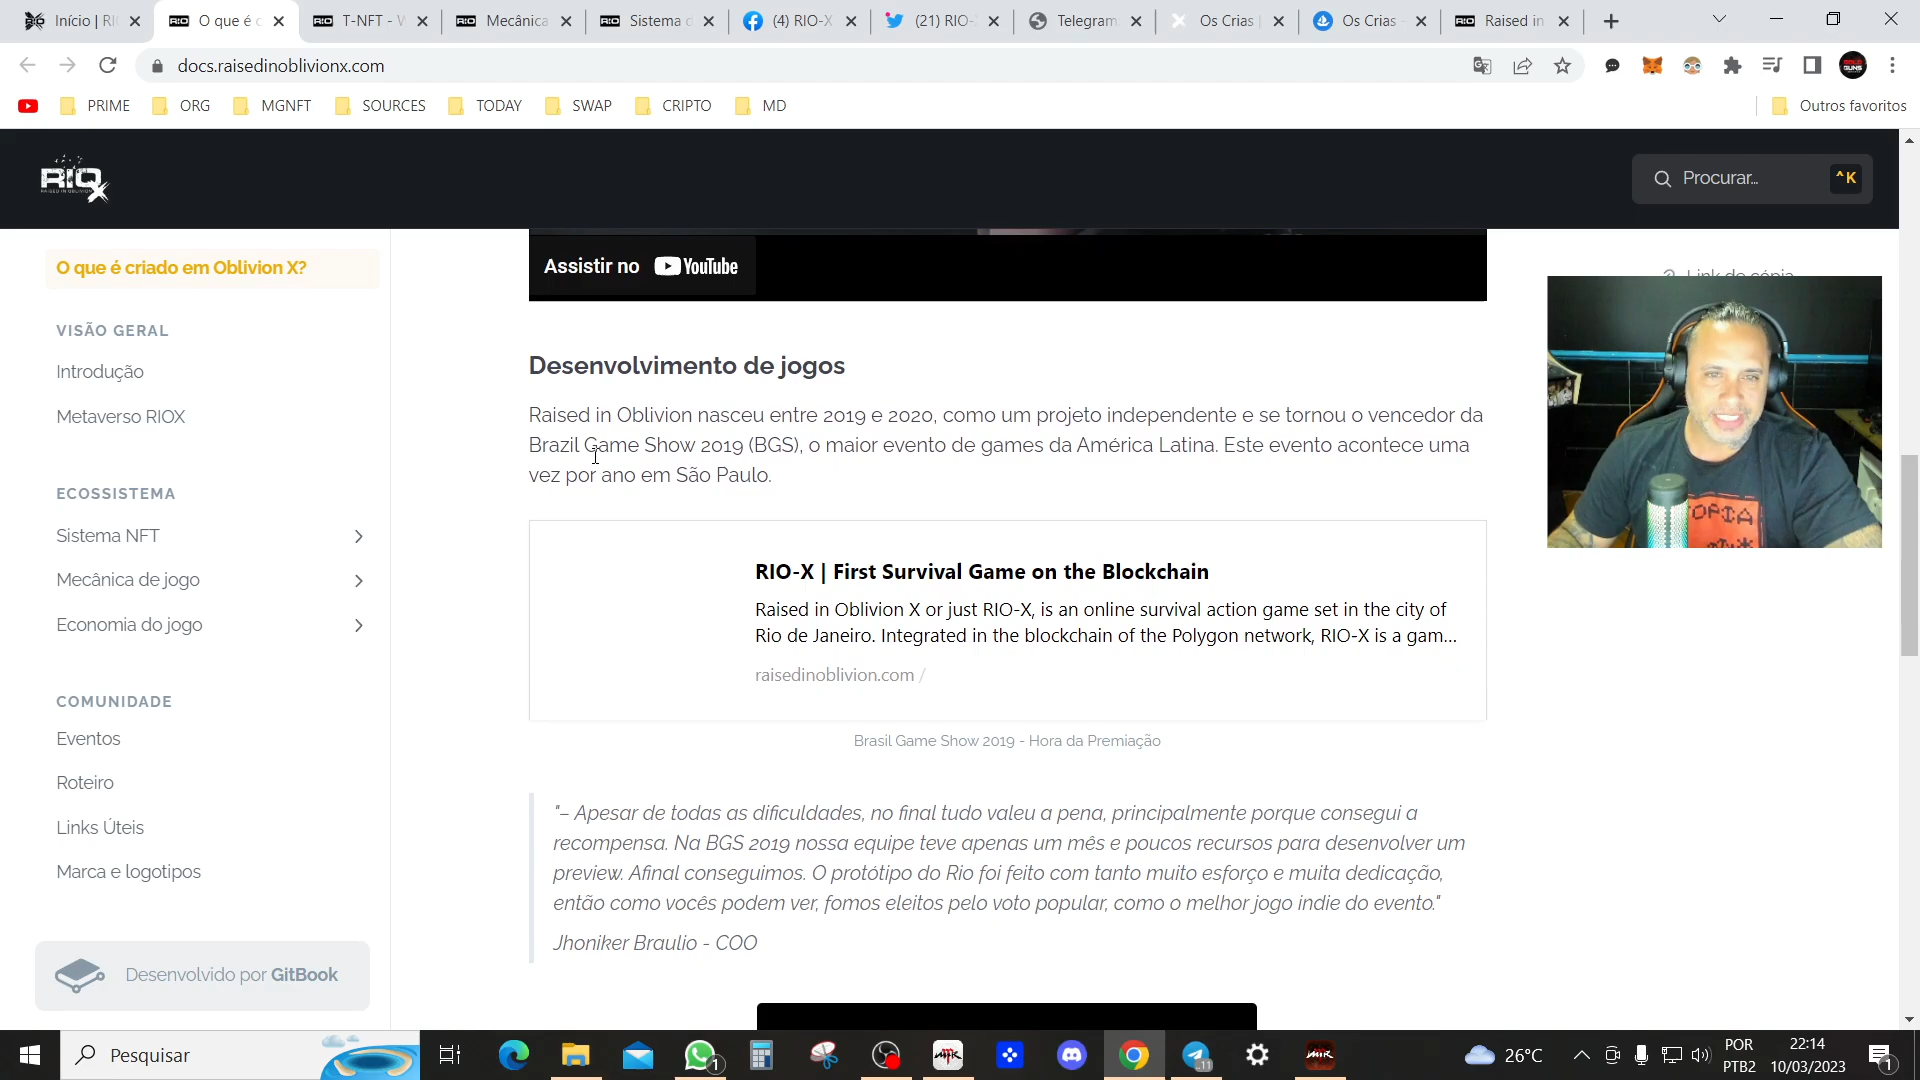 Início | RI
O que é c
T-NFT - W
Mecânica
Sistema d
(4) RIO-X
(21) RIO-
Telegram:
Os Crias |
Os Crias -
Raised in
docs.raisedinoblivionx.com
PRIME
ORG
MGNFT
SOURCES
TODAY
SWAP
CRIPTO
MD
Outros favoritos
RIOX
RAISED IN OBLIVION
Procurar...
^K
O que é criado em Oblivion X?
VISÃO GERAL
Introdução
Metaverso RIOX
ECOSSISTEMA
Sistema NFT
Mecânica de jogo
Economia do jogo
COMUNIDADE
Eventos
Roteiro
Links Úteis
Marca e logotipos
Desenvolvido por GitBook
Assistir no YouTube
Link de cópia
Desenvolvimento de jogos
Raised in Oblivion nasceu entre 2019 e 2020, como um projeto independente e se tornou o vencedor da
Brazil Game Show 2019 (BGS), o maior evento de games da América Latina. Este evento acontece uma
vez por ano em São Paulo.
RIO-X | First Survival Game on the Blockchain
Raised in Oblivion X or just RIO-X, is an online survival action game set in the city of
Rio de Janeiro. Integrated in the blockchain of the Polygon network, RIO-X is a gam...
raisedinoblivion.com /
Brasil Game Show 2019 - Hora da Premiação
"– Apesar de todas as dificuldades, no final tudo valeu a pena, principalmente porque consegui a
recompensa. Na BGS 2019 nossa equipe teve apenas um mês e poucos recursos para desenvolver um
preview. Afinal conseguimos. O protótipo do Rio foi feito com tanto muito esforço e muita dedicação,
então como vocês podem ver, fomos eleitos pelo voto popular, como o melhor jogo indie do evento."
Jhoniker Braulio - COO
Pesquisar
1
11
26°C
POR
PTB2
22:14
10/03/2023
1